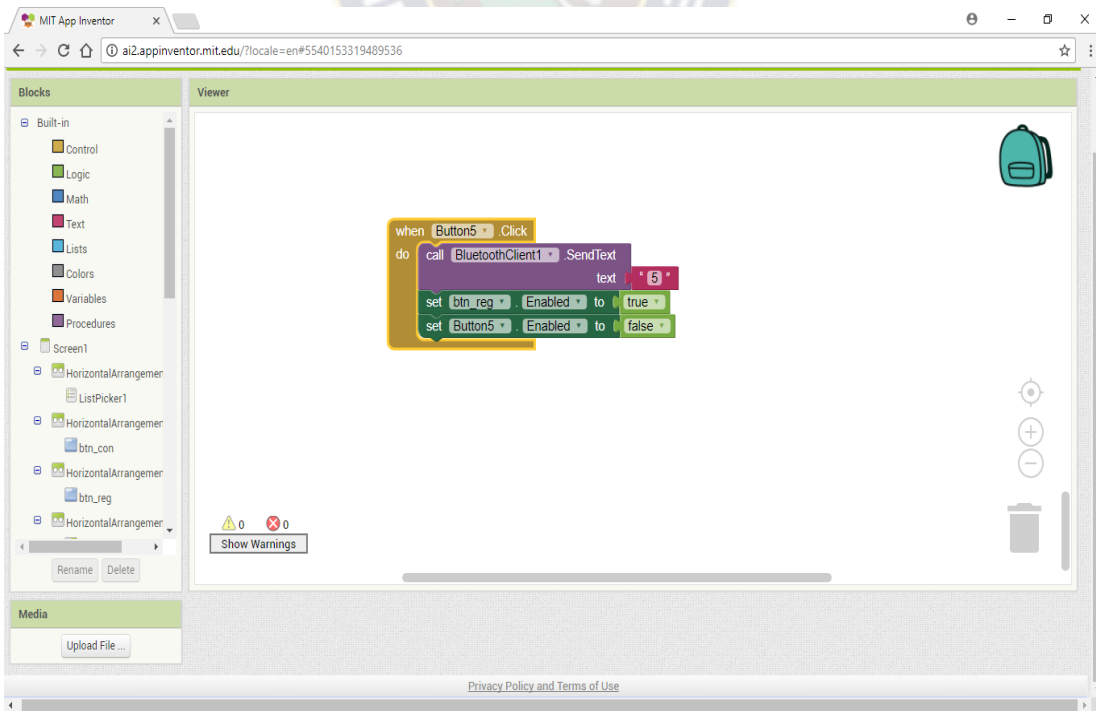 MIT App Inventor
ai2.appinventor.mit.edu/?locale=en#5540153319489536
Blocks
Viewer
Built-in
Control
Logic
Math
Text
Lists
Colors
Variables
Procedures
Screen1
HorizontalArrangemen
ListPicker1
HorizontalArrangemen
btn_con
HorizontalArrangemen
btn_reg
HorizontalArrangemen
Rename Delete
when Button5 .Click
do call BluetoothClient1 .SendText
text " 5 "
set btn_reg . Enabled to true
set Button5 . Enabled to false
0 0
Show Warnings
Media
Upload File ...
Privacy Policy and Terms of Use